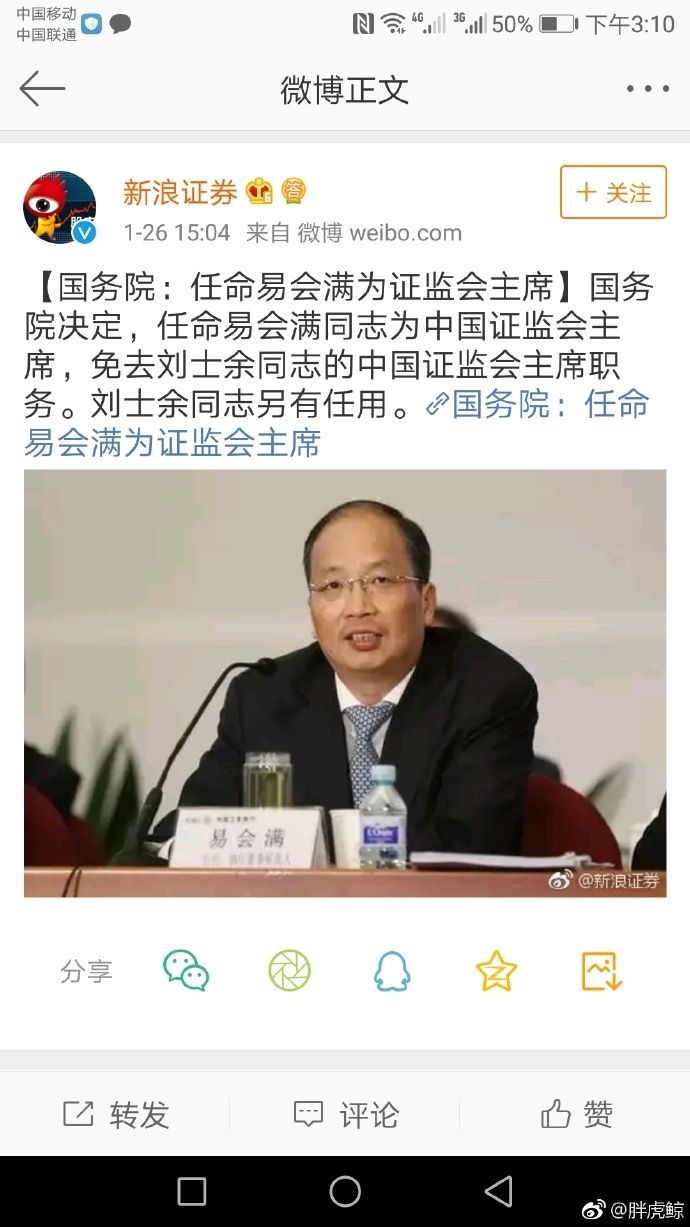 中国移动
中国联通
4G
3G
50%
下午3:10
微博正文
新浪证券
答
+ 关注
1-26 15:04 来自 微博 weibo.com
【国务院：任命易会满为证监会主席】国务
院决定，任命易会满同志为中国证监会主
席，免去刘士余同志的中国证监会主席职
务。刘士余同志另有任用。国务院：任命
易会满为证监会主席
易会满
@新浪证券
分享
转发
评论
赞
@胖虎鲸